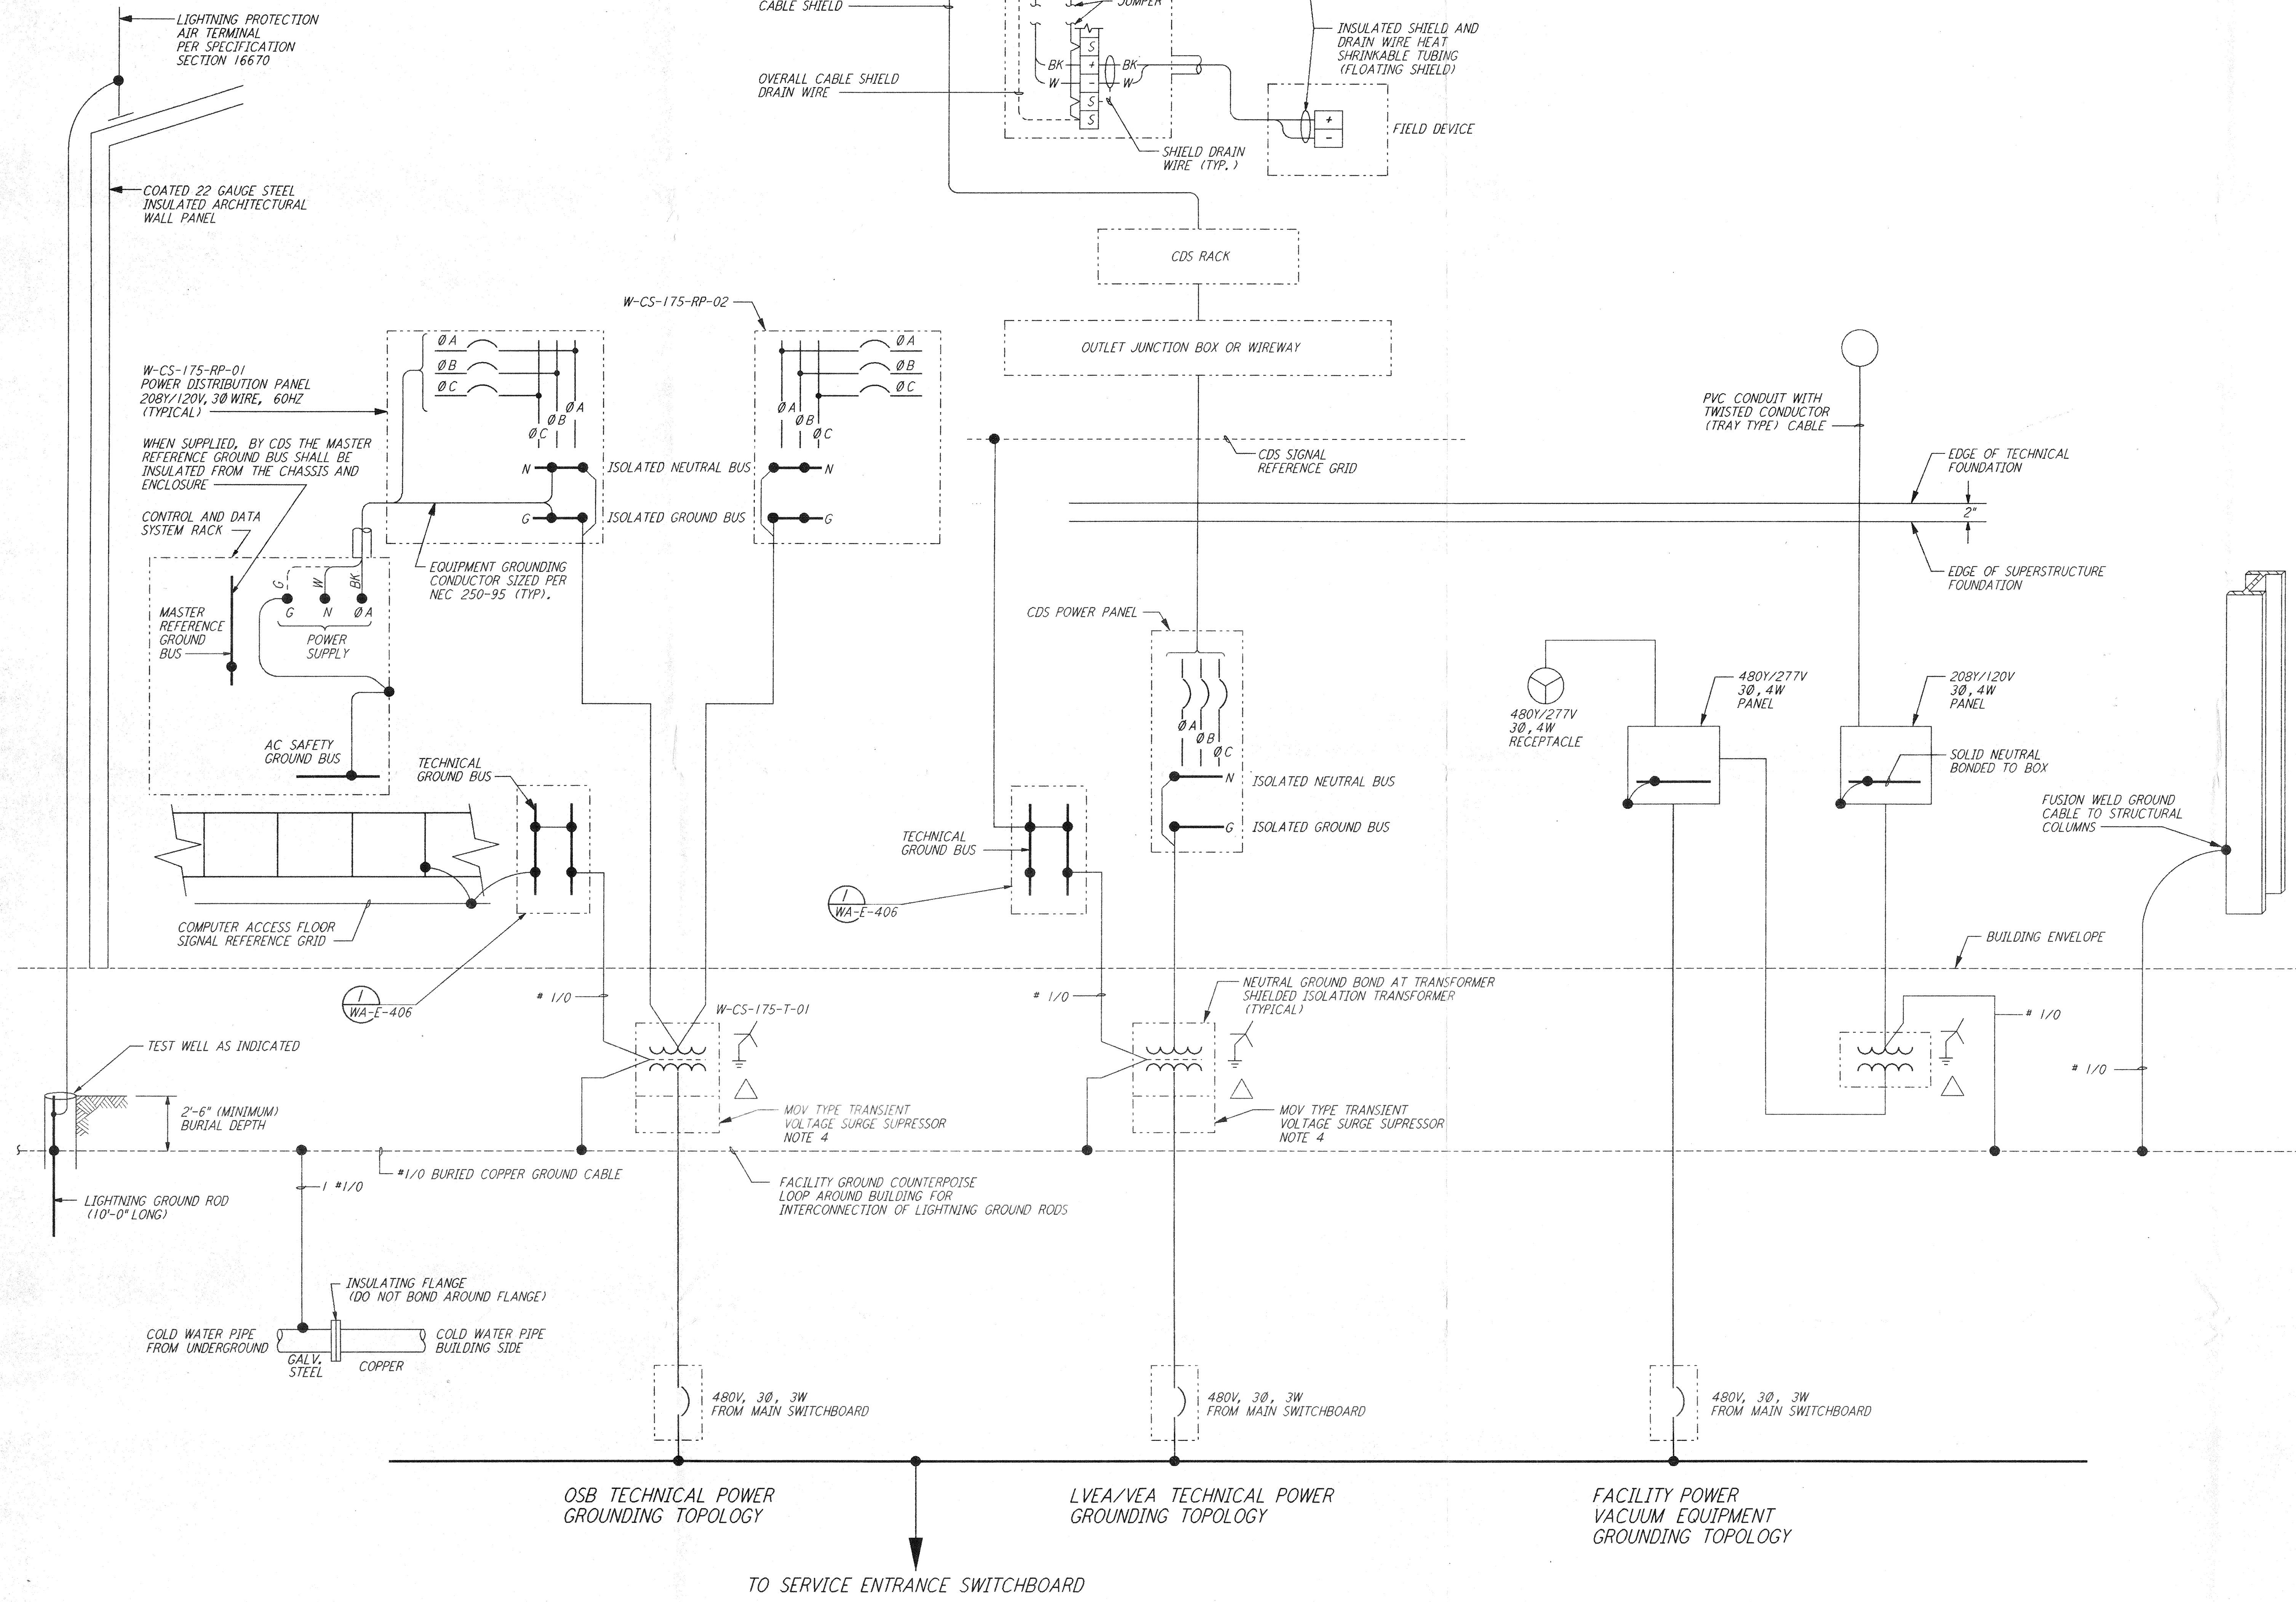 LIGHTNING PROTECTION
AIR TERMINAL
PER SPECIFICATION
SECTION 16670
COATED 22 GAUGE STEEL
INSULATED ARCHITECTURAL
WALL PANEL
CABLE SHIELD
JUMPER
OVERALL CABLE SHIELD
DRAIN WIRE
S
BK + BK
W - W
S
S
INSULATED SHIELD AND
DRAIN WIRE HEAT
SHRINKABLE TUBING
(FLOATING SHIELD)
+
-
FIELD DEVICE
SHIELD DRAIN
WIRE (TYP.)
CDS RACK
OUTLET JUNCTION BOX OR WIREWAY
W-CS-175-RP-02
W-CS-175-RP-01
POWER DISTRIBUTION PANEL
208Y/120V, 3Ø WIRE, 60HZ
(TYPICAL)
WHEN SUPPLIED, BY CDS THE MASTER
REFERENCE GROUND BUS SHALL BE
INSULATED FROM THE CHASSIS AND
ENCLOSURE
CONTROL AND DATA
SYSTEM RACK
ØA
ØB
ØC
ØA
ØB
ØC
N
G
ISOLATED NEUTRAL BUS
ISOLATED GROUND BUS
ØA
ØB
ØC
ØA
ØB
ØC
N
G
EQUIPMENT GROUNDING
CONDUCTOR SIZED PER
NEC 250-95 (TYP).
G W BK
G N ØA
POWER
SUPPLY
MASTER
REFERENCE
GROUND
BUS
AC SAFETY
GROUND BUS
TECHNICAL
GROUND BUS
COMPUTER ACCESS FLOOR
SIGNAL REFERENCE GRID
1
WA-E-406
# 1/0
CDS SIGNAL
REFERENCE GRID
CDS POWER PANEL
ØA
ØB
ØC
N
ISOLATED NEUTRAL BUS
G
ISOLATED GROUND BUS
TECHNICAL
GROUND BUS
1
WA-E-406
# 1/0
PVC CONDUIT WITH
TWISTED CONDUCTOR
(TRAY TYPE) CABLE
EDGE OF TECHNICAL
FOUNDATION
2"
EDGE OF SUPERSTRUCTURE
FOUNDATION
480Y/277V
3Ø, 4W
RECEPTACLE
480Y/277V
3Ø, 4W
PANEL
208Y/120V
3Ø, 4W
PANEL
SOLID NEUTRAL
BONDED TO BOX
FUSION WELD GROUND
CABLE TO STRUCTURAL
COLUMNS
BUILDING ENVELOPE
W-CS-175-T-01
NEUTRAL GROUND BOND AT TRANSFORMER
SHIELDED ISOLATION TRANSFORMER
(TYPICAL)
# 1/0
# 1/0
TEST WELL AS INDICATED
2'-6" (MINIMUM)
BURIAL DEPTH
MOV TYPE TRANSIENT
VOLTAGE SURGE SUPRESSOR
NOTE 4
MOV TYPE TRANSIENT
VOLTAGE SURGE SUPRESSOR
NOTE 4
#1/0 BURIED COPPER GROUND CABLE
1 #1/0
LIGHTNING GROUND ROD
(10'-0" LONG)
FACILITY GROUND COUNTERPOISE
LOOP AROUND BUILDING FOR
INTERCONNECTION OF LIGHTNING GROUND RODS
INSULATING FLANGE
(DO NOT BOND AROUND FLANGE)
COLD WATER PIPE
FROM UNDERGROUND
GALV.
STEEL
COPPER
COLD WATER PIPE
BUILDING SIDE
480V, 3Ø, 3W
FROM MAIN SWITCHBOARD
480V, 3Ø, 3W
FROM MAIN SWITCHBOARD
480V, 3Ø, 3W
FROM MAIN SWITCHBOARD
OSB TECHNICAL POWER
GROUNDING TOPOLOGY
LVEA/VEA TECHNICAL POWER
GROUNDING TOPOLOGY
FACILITY POWER
VACUUM EQUIPMENT
GROUNDING TOPOLOGY
TO SERVICE ENTRANCE SWITCHBOARD